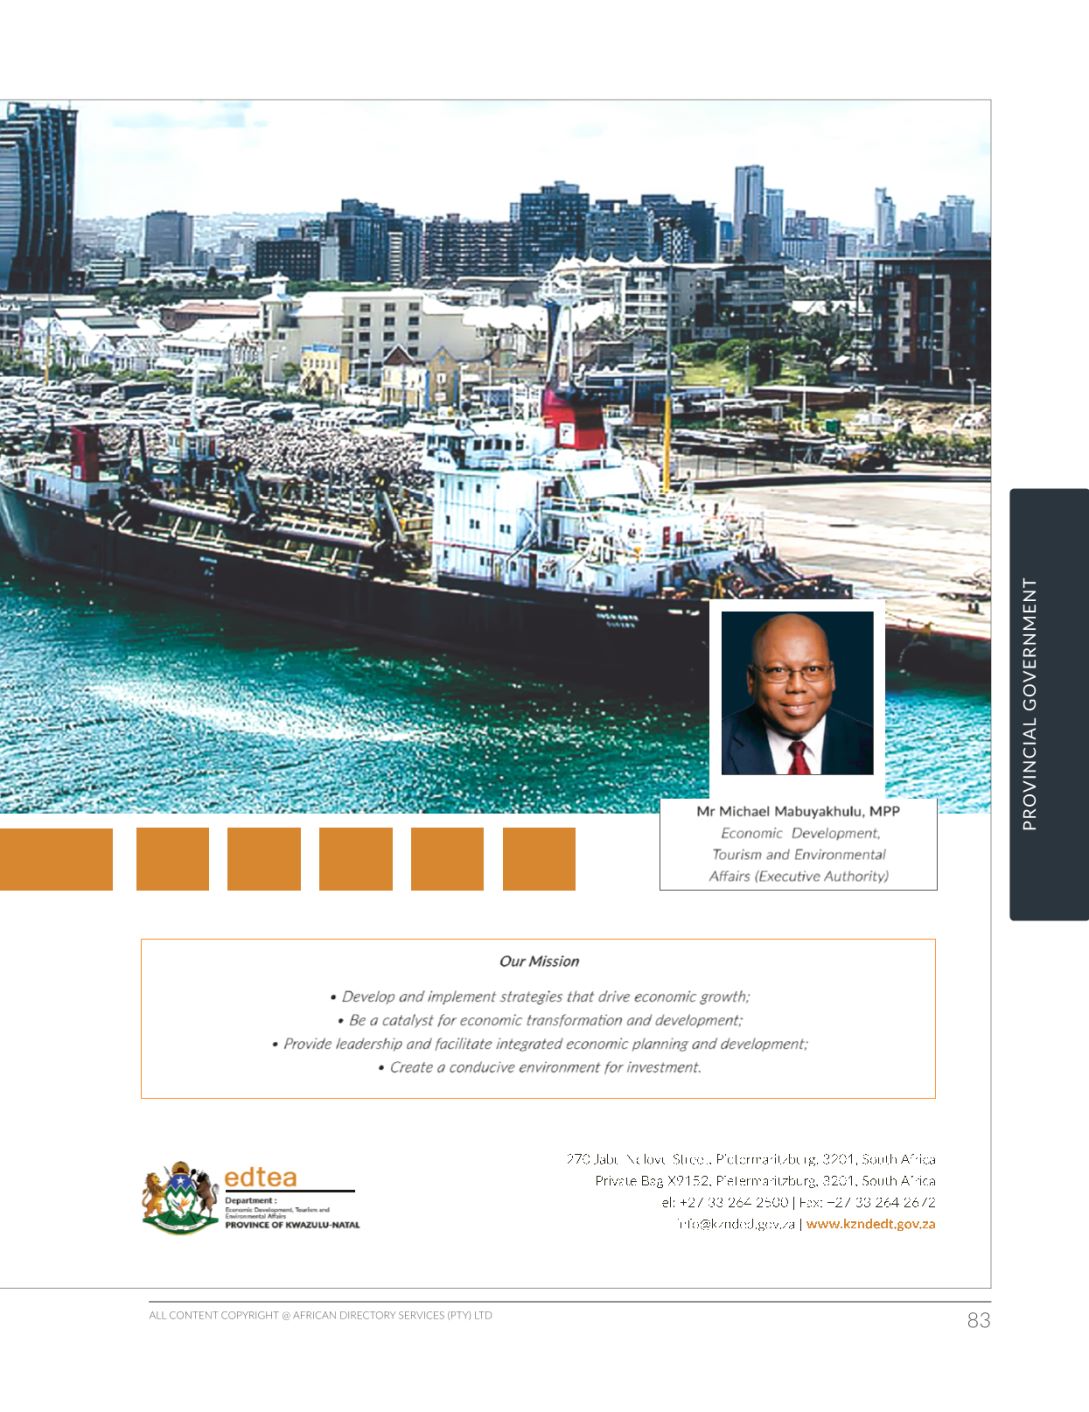 PROVINCIAL GOVERNMENT
Mr Michael Mabuyakhulu, MPP
Economic Development,
Tourism and Environmental
Affairs (Executive Authority)
Our Mission
• Develop and implement strategies that drive economic growth;
• Be a catalyst for economic transformation and development;
• Provide leadership and facilitate integrated economic planning and development;
• Create a conducive environment for investment.
edtea
Department :
Economic Development, Tourism and
Environmental Affairs
PROVINCE OF KWAZULU-NATAL
270 Jabu Ndlovu Street, Pietermaritzburg, 3201, South Africa
Private Bag X9152, Pietermaritzburg, 3201, South Africa
el: +27 33 264 2500 | Fax: +27 33 264 2672
info@kznded.gov.za | www.kzndedt.gov.za
ALL CONTENT COPYRIGHT @ AFRICAN DIRECTORY SERVICES (PTY) LTD
83